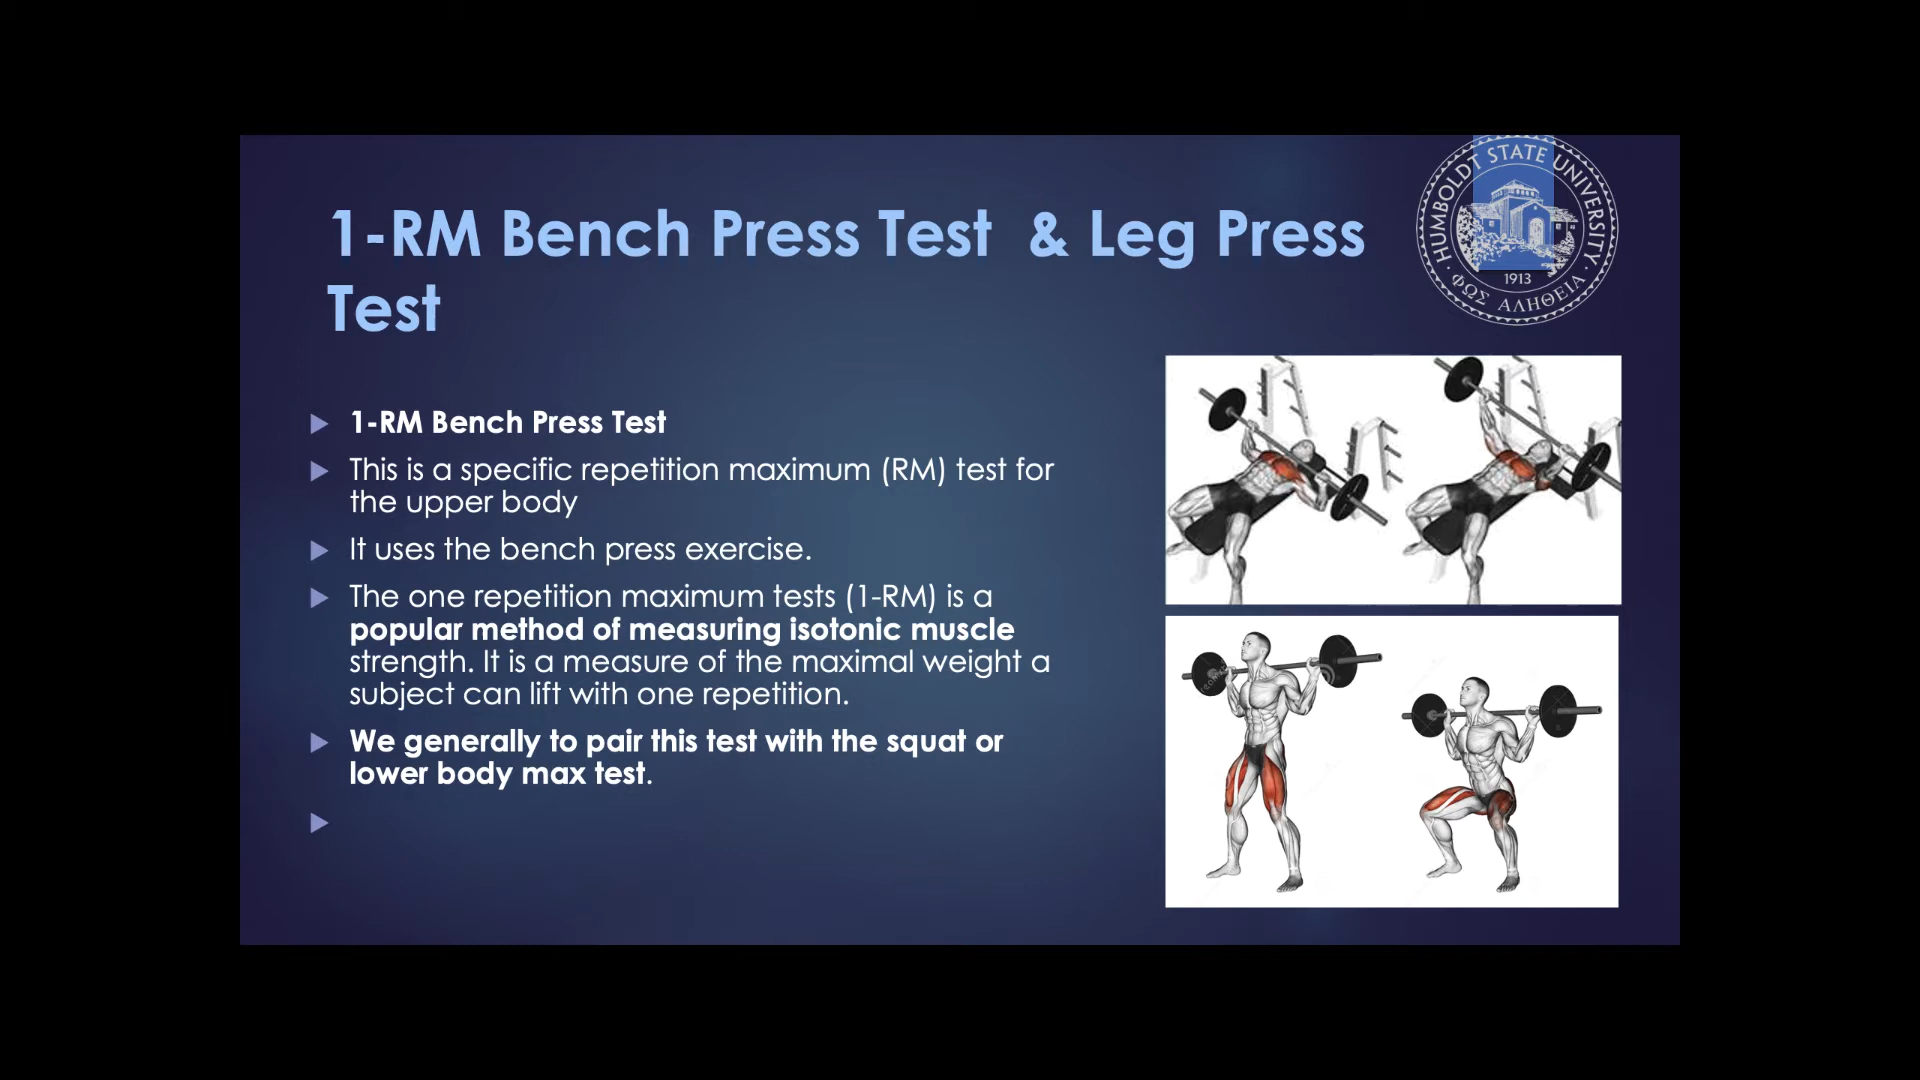 HUMBOLDT STATE UNIVERSITY
1913
ΦΩΣ ΑΛΗΘΕΙΑ
1-RM Bench Press Test & Leg Press
Test
1-RM Bench Press Test
This is a specific repetition maximum (RM) test for
the upper body
It uses the bench press exercise.
The one repetition maximum tests (1-RM) is a
popular method of measuring isotonic muscle
strength. It is a measure of the maximal weight a
subject can lift with one repetition.
We generally to pair this test with the squat or
lower body max test.